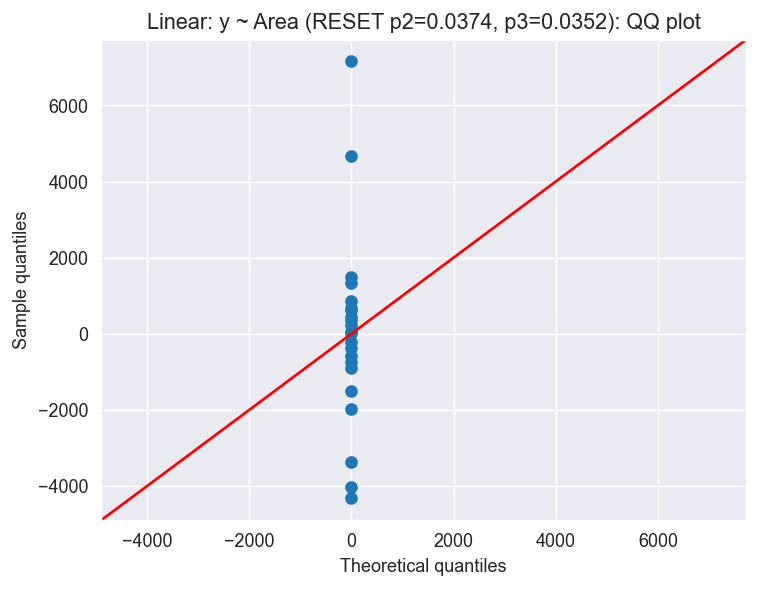 Linear: y ~ Area (RESET p2=0.0374, p3=0.0352): QQ plot
6000
4000
2000
0
−2000
−4000
Sample quantiles
−4000 −2000 0 2000 4000 6000
Theoretical quantiles